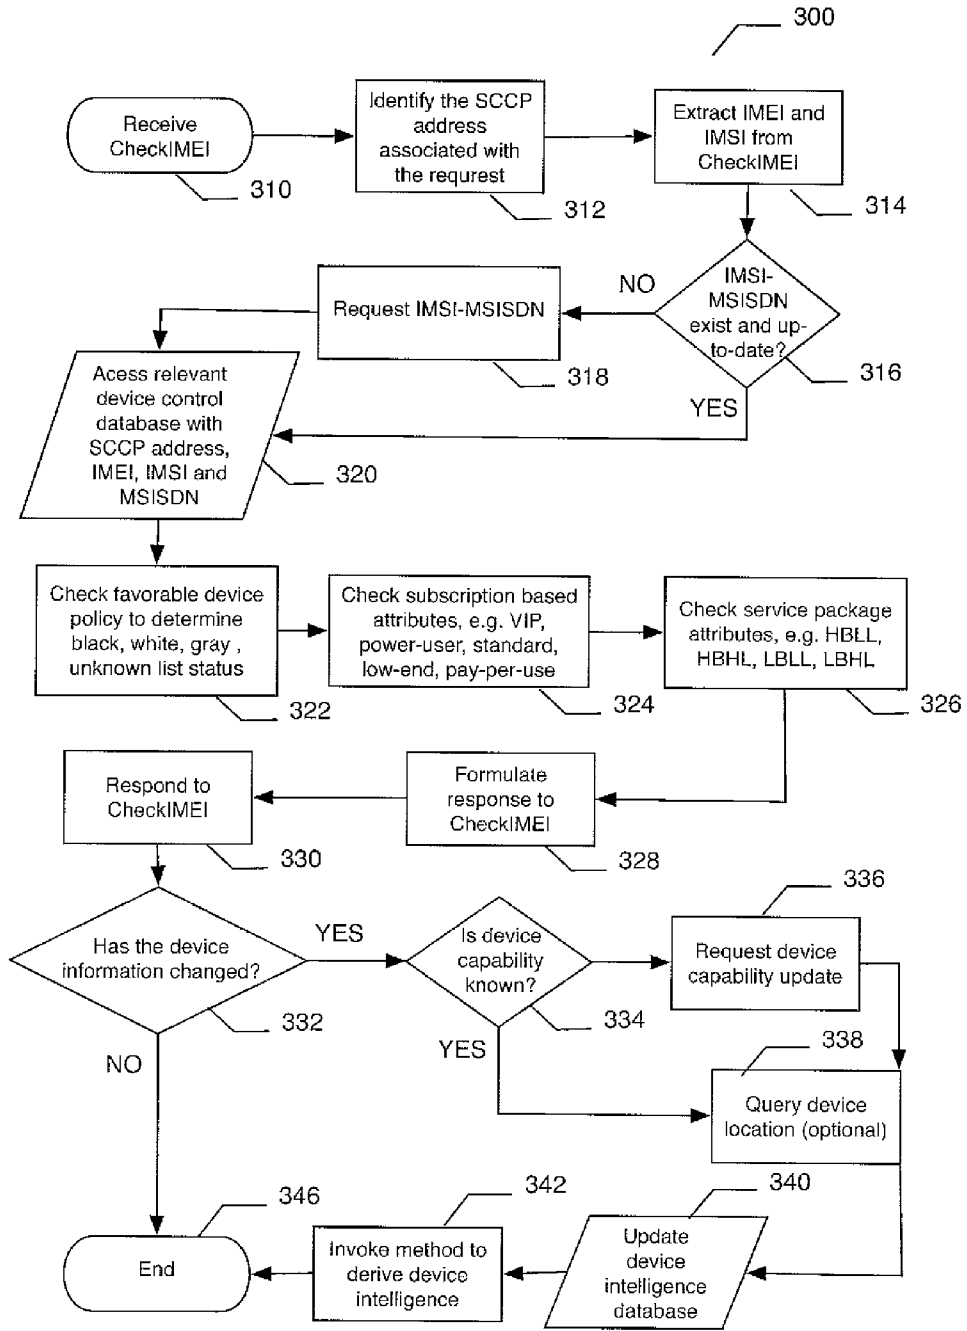 300
Receive
CheckIMEI
310
Identify the SCCP
address
associated with
the requrest
312
Extract IMEI and
IMSI from
CheckIMEI
314
IMSI-
MSISDN
exist and up-
to-date?
316
NO
YES
Request IMSI-MSISDN
318
Acess relevant
device control
database with
SCCP address,
IMEI, IMSI and
MSISDN
320
Check favorable device
policy to determine
black, white, gray ,
unknown list status
322
Check subscription based
attributes, e.g. VIP,
power-user, standard,
low-end, pay-per-use
324
Check service package
attributes, e.g. HBLL,
HBHL, LBLL, LBHL
326
Formulate
response to
CheckIMEI
328
Respond to
CheckIMEI
330
Has the device
information changed?
332
YES
NO
Is device
capability
known?
334
YES
336
Request device
capability update
338
Query device
location (optional)
340
Update
device
intelligence
database
342
Invoke method to
derive device
intelligence
346
End